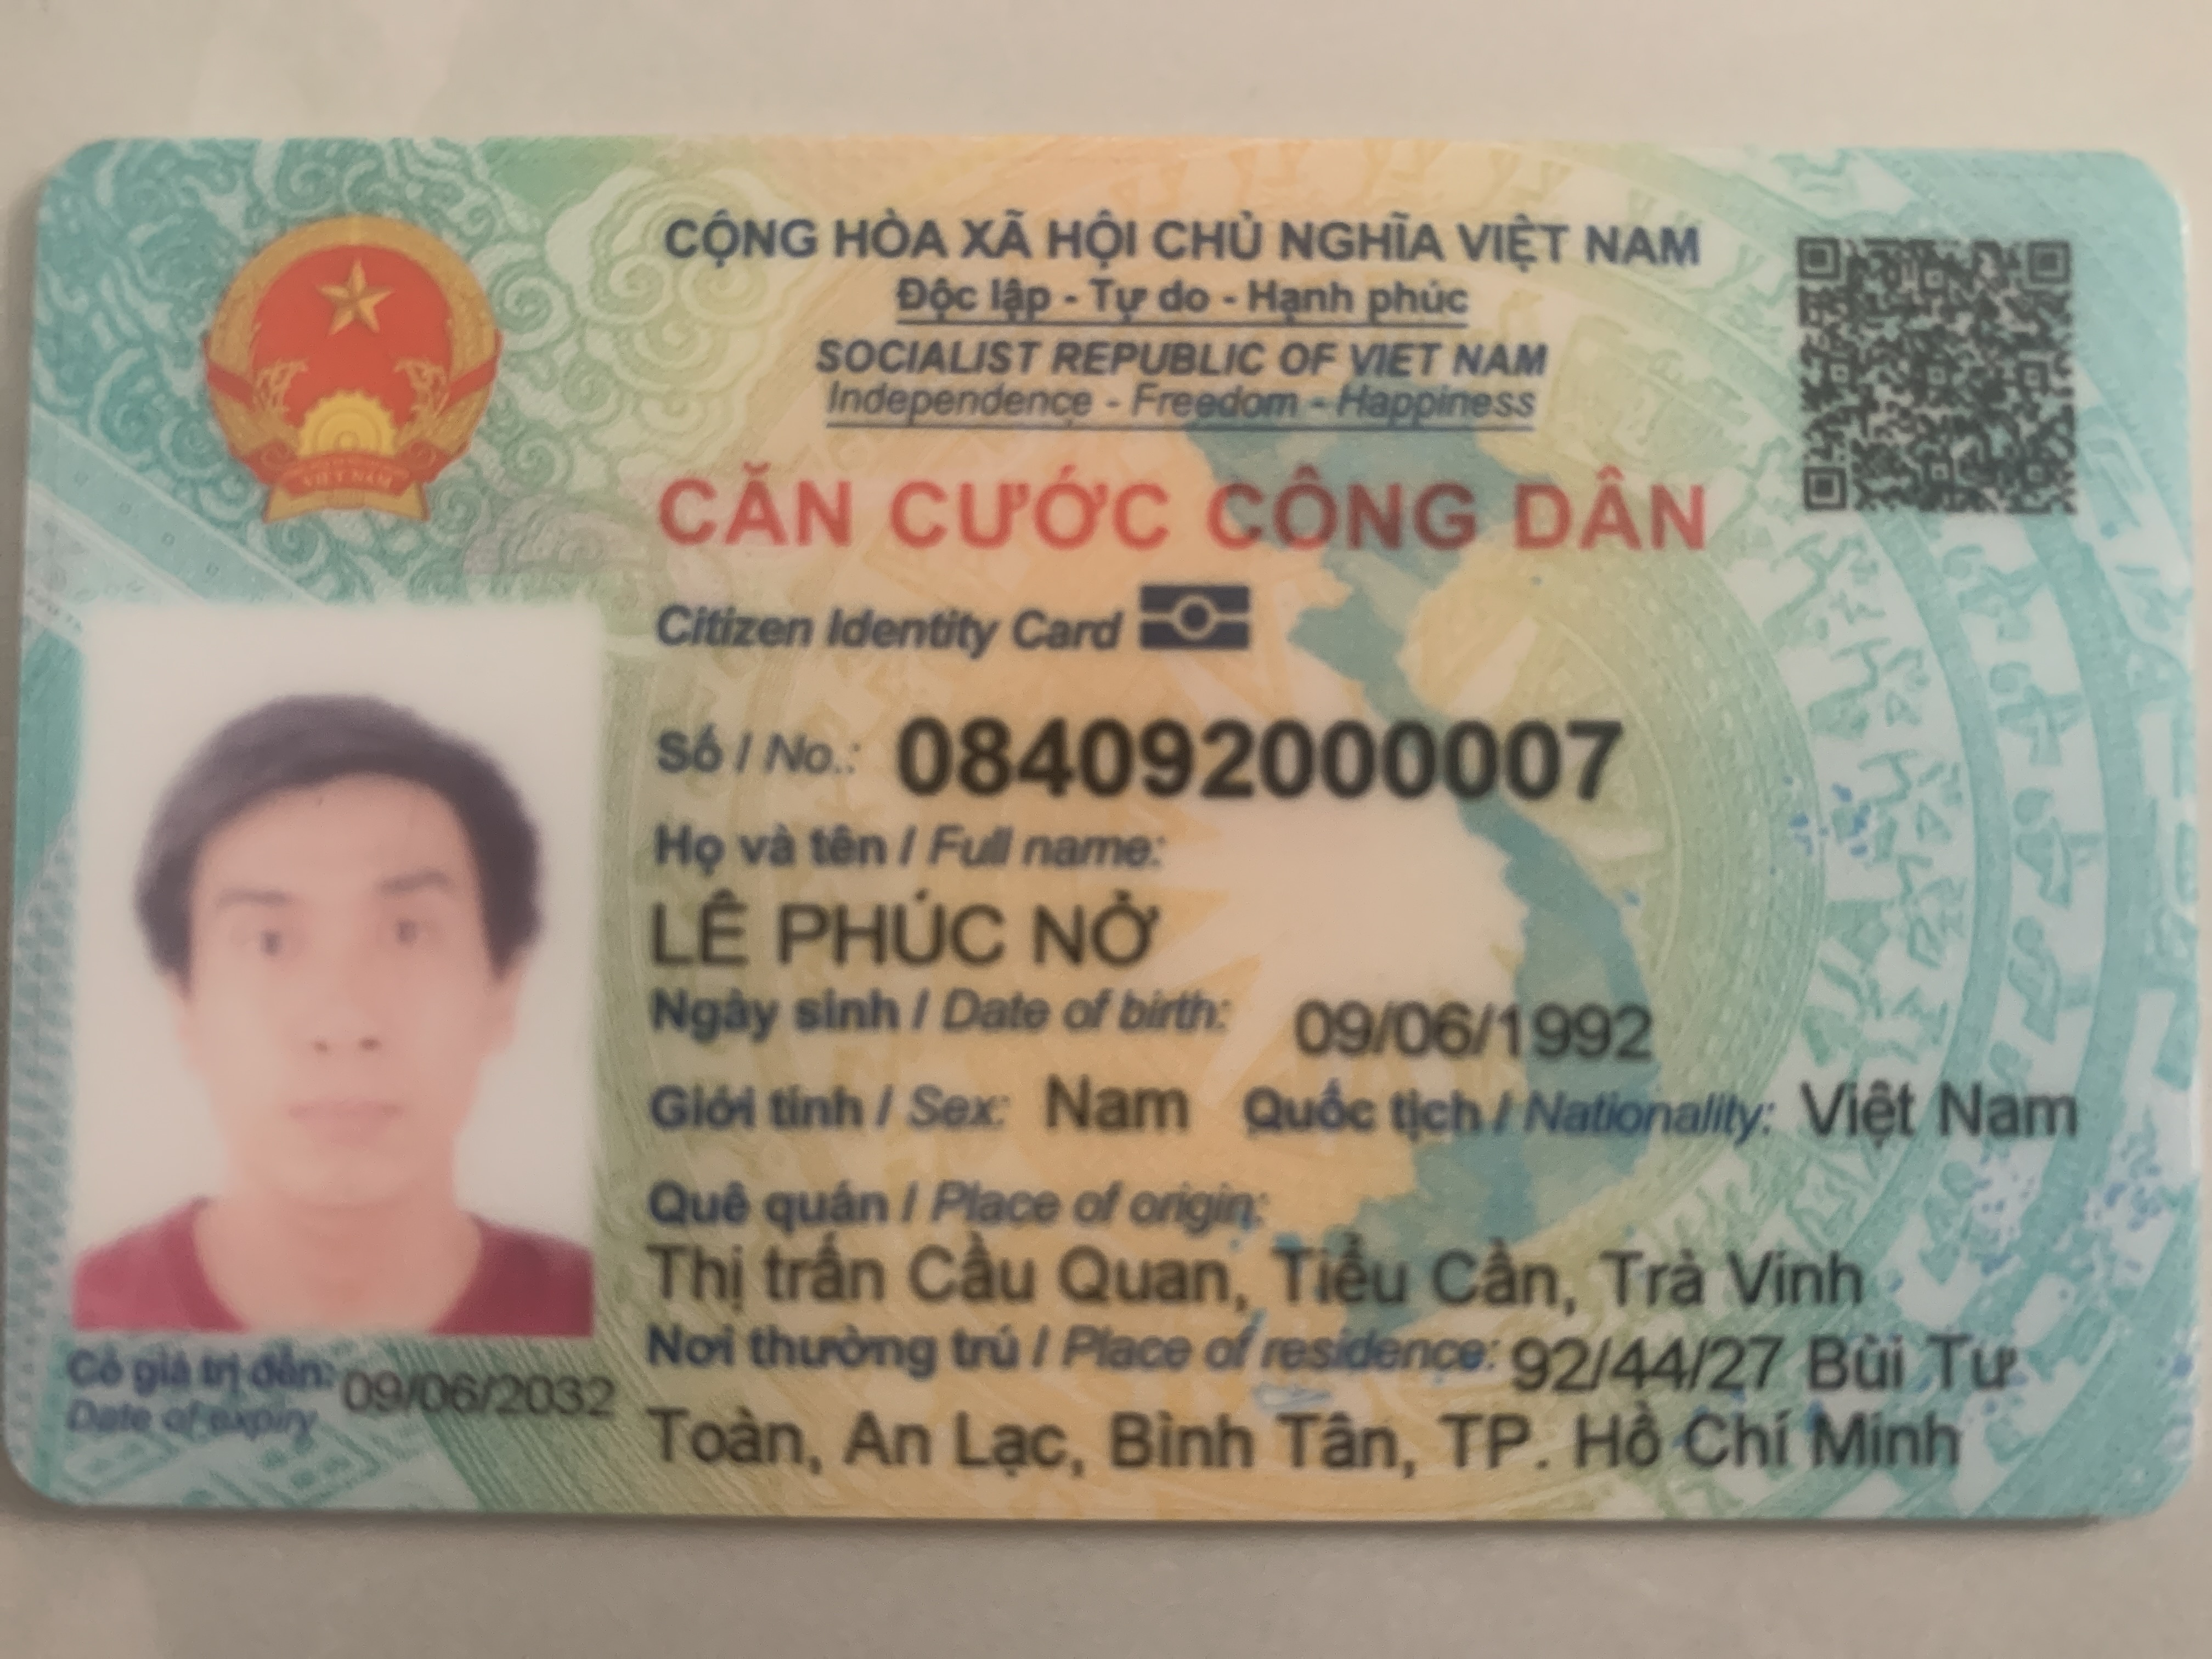 CỘNG HÒA XÃ HỘI CHỦ NGHĨA VIỆT NAM
Độc lập - Tự do - Hạnh phúc
SOCIALIST REPUBLIC OF VIET NAM
Independence - Freedom - Happiness
CĂN CƯỚC CÔNG DÂN
Citizen Identity Card
Số / No.: 084092000007
Họ và tên / Full name:
LÊ PHÚC NỞ
Ngày sinh / Date of birth: 09/06/1992
Giới tính / Sex: Nam Quốc tịch / Nationality: Việt Nam
Quê quán / Place of origin:
Thị trấn Cầu Quan, Tiểu Cần, Trà Vinh
Nơi thường trú / Place of residence: 92/44/27 Bùi Tư
Toàn, An Lạc, Bình Tân, TP . Hồ Chí Minh
Có giá trị đến: 09/06/2032
Date of expiry
VIỆT NAM